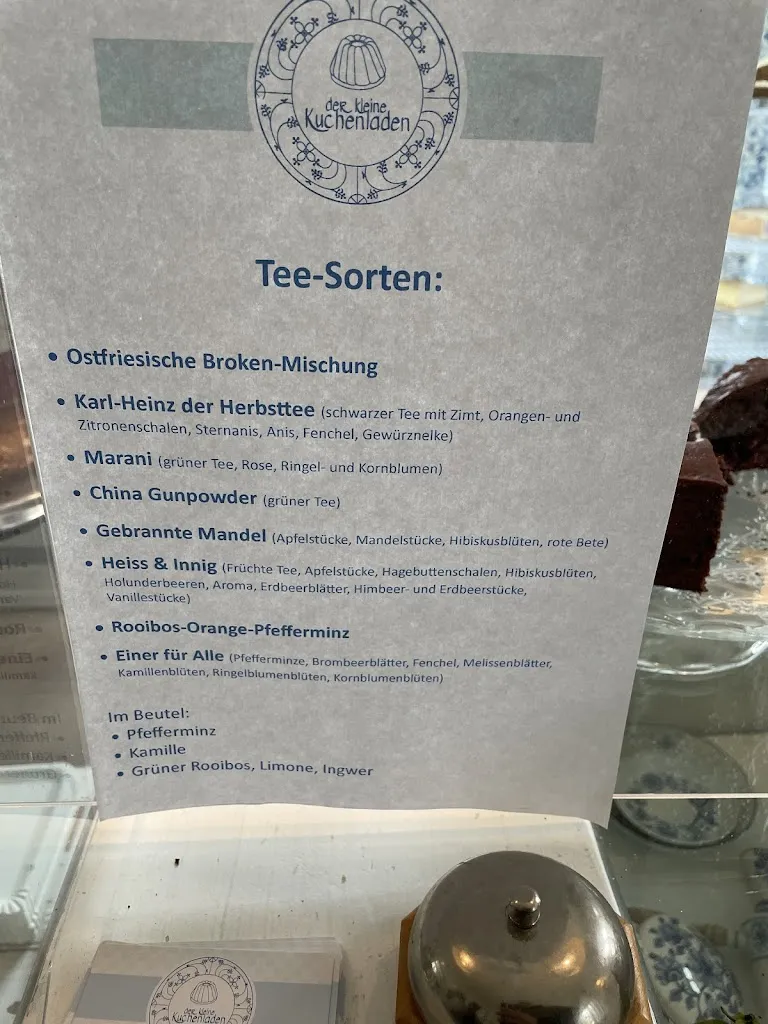 der kleine
Kuchenladen
Tee-Sorten:
• Ostfriesische Broken-Mischung
• Karl-Heinz der Herbsttee (schwarzer Tee mit Zimt, Orangen- und
Zitronenschalen, Sternanis, Anis, Fenchel, Gewürznelke)
• Marani (grüner Tee, Rose, Ringel- und Kornblumen)
• China Gunpowder (grüner Tee)
• Gebrannte Mandel (Apfelstücke, Mandelstücke, Hibiskusblüten, rote Bete)
• Heiss & Innig (Früchte Tee, Apfelstücke, Hagebuttenschalen, Hibiskusblüten,
Holunderbeeren, Aroma, Erdbeerblätter, Himbeer- und Erdbeerstücke,
Vanillestücke)
• Rooibos-Orange-Pfefferminz
• Einer für Alle (Pfefferminze, Brombeerblätter, Fenchel, Melissenblätter,
Kamillenblüten, Ringelblumenblüten, Kornblumenblüten)
Im Beutel:
• Pfefferminz
• Kamille
• Grüner Rooibos, Limone, Ingwer
der kleine
Kuchenladen